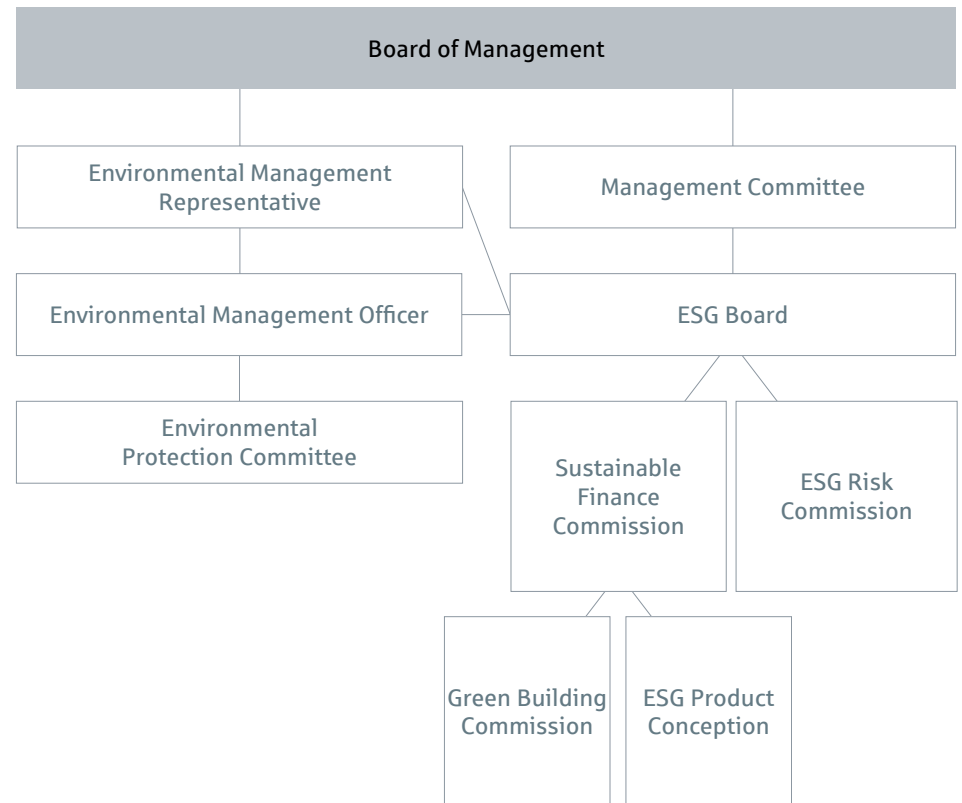 Board of Management
Environmental Management
Representative
Management Committee
Environmental Management Officer
ESG Board
Environmental
Protection Committee
Sustainable
Finance
Commission
ESG Risk
Commission
Green Building
Commission
ESG Product
Conception